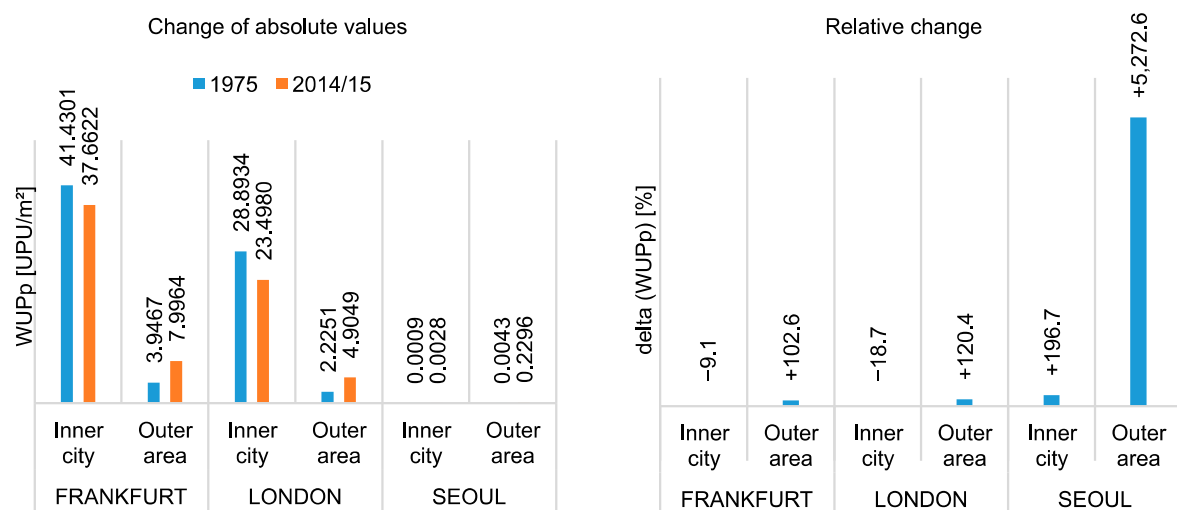 Change of absolute values
1975
2014/15
WUPp [UPU/m²]
41.4301
37.6622
3.9467
7.9964
28.8934
23.4980
2.2251
4.9049
0.0009
0.0028
0.0043
0.2296
Inner city
Outer area
Inner city
Outer area
Inner city
Outer area
FRANKFURT
LONDON
SEOUL
Relative change
delta (WUPp) [%]
−9.1
+102.6
−18.7
+120.4
+196.7
+5,272.6
Inner city
Outer area
Inner city
Outer area
Inner city
Outer area
FRANKFURT
LONDON
SEOUL